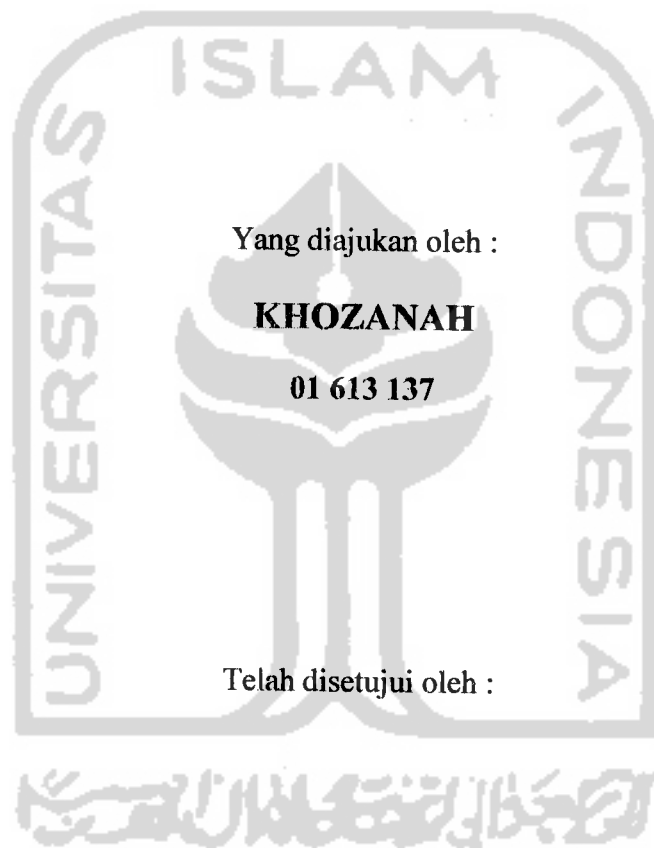 ISLAM
UNIVERSITAS
INDONESIA
Yang diajukan oleh :
KHOZANAH
01 613 137
Telah disetujui oleh :